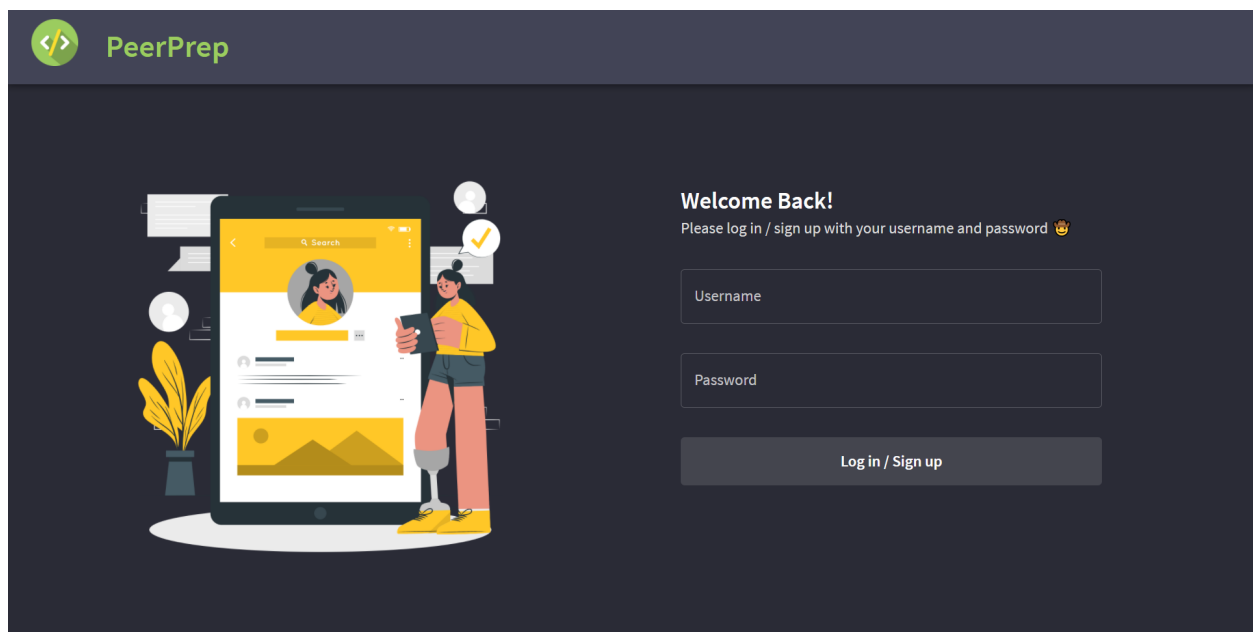 PeerPrep
Search
Welcome Back!
Please log in / sign up with your username and password 🤠
Username
Password
Log in / Sign up